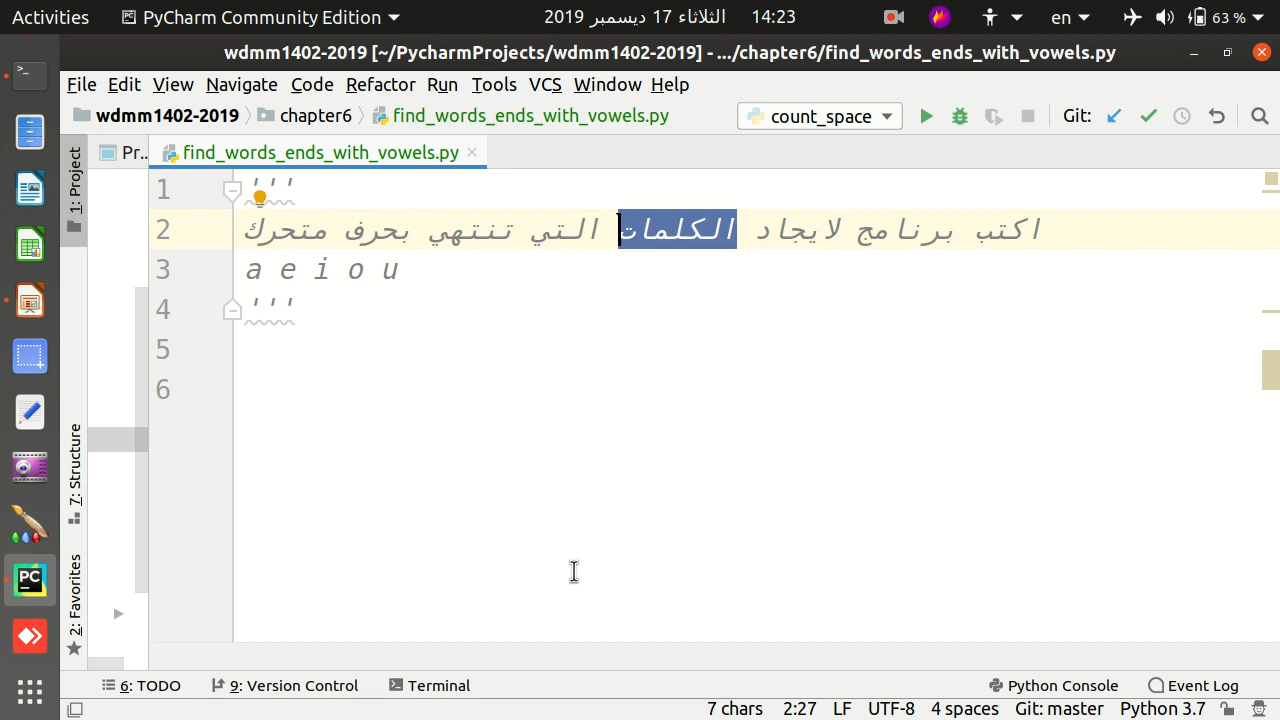 Activities PyCharm Community Edition 2019 الثلاثاء 17 ديسمبر 14:23 en 63 %
wdmm1402-2019 [~/PycharmProjects/wdmm1402-2019] - .../chapter6/find_words_ends_with_vowels.py
File Edit View Navigate Code Refactor Run Tools VCS Window Help
wdmm1402-2019 chapter6 find_words_ends_with_vowels.py count_space Git:
1: Project
Pr.. find_words_ends_with_vowels.py
1 '''
2 اكتب برنامج لايجاد الكلمات التي تنتهي بحرف متحرك
3 a e i o u
4 '''
5
6
7: Structure
2: Favorites
6: TODO 9: Version Control Terminal Python Console Event Log
7 chars 2:27 LF UTF-8 4 spaces Git: master Python 3.7